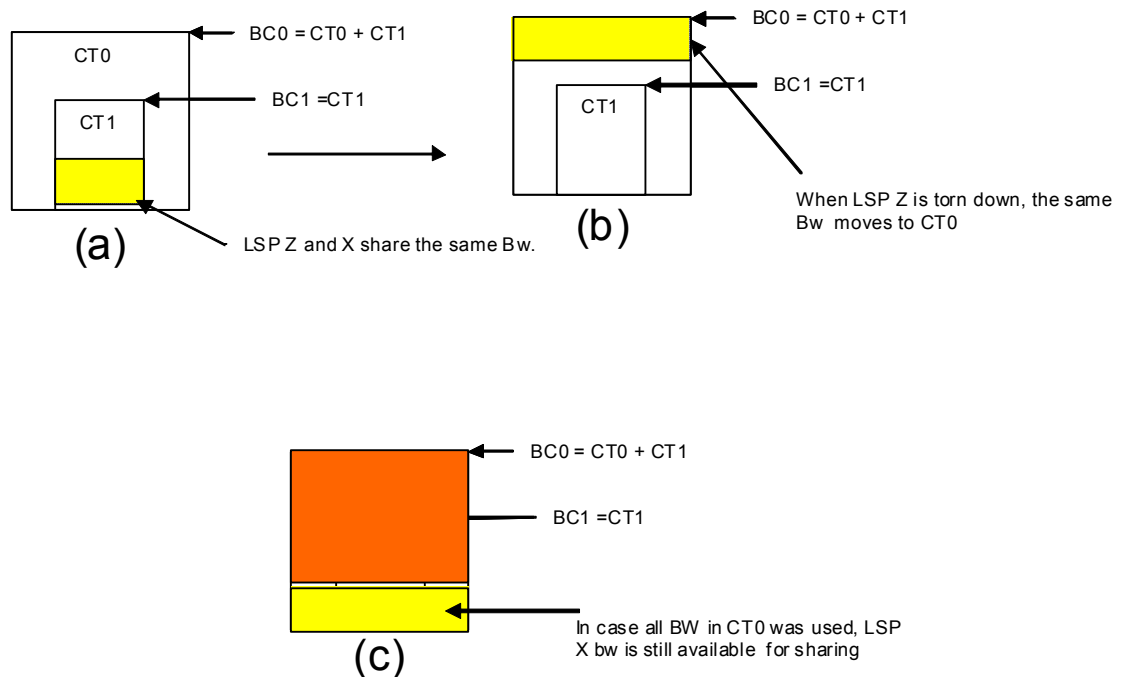 BC0 = CT0 + CT1
CT0
BC1 =CT1
CT1
LSP Z and X share the same Bw.
(a)
BC0 = CT0 + CT1
BC1 =CT1
CT1
When LSP Z is torn down, the same
Bw moves to CT0
(b)
BC0 = CT0 + CT1
BC1 =CT1
In case all BW in CT0 was used, LSP
X bw is still available for sharing
(c)